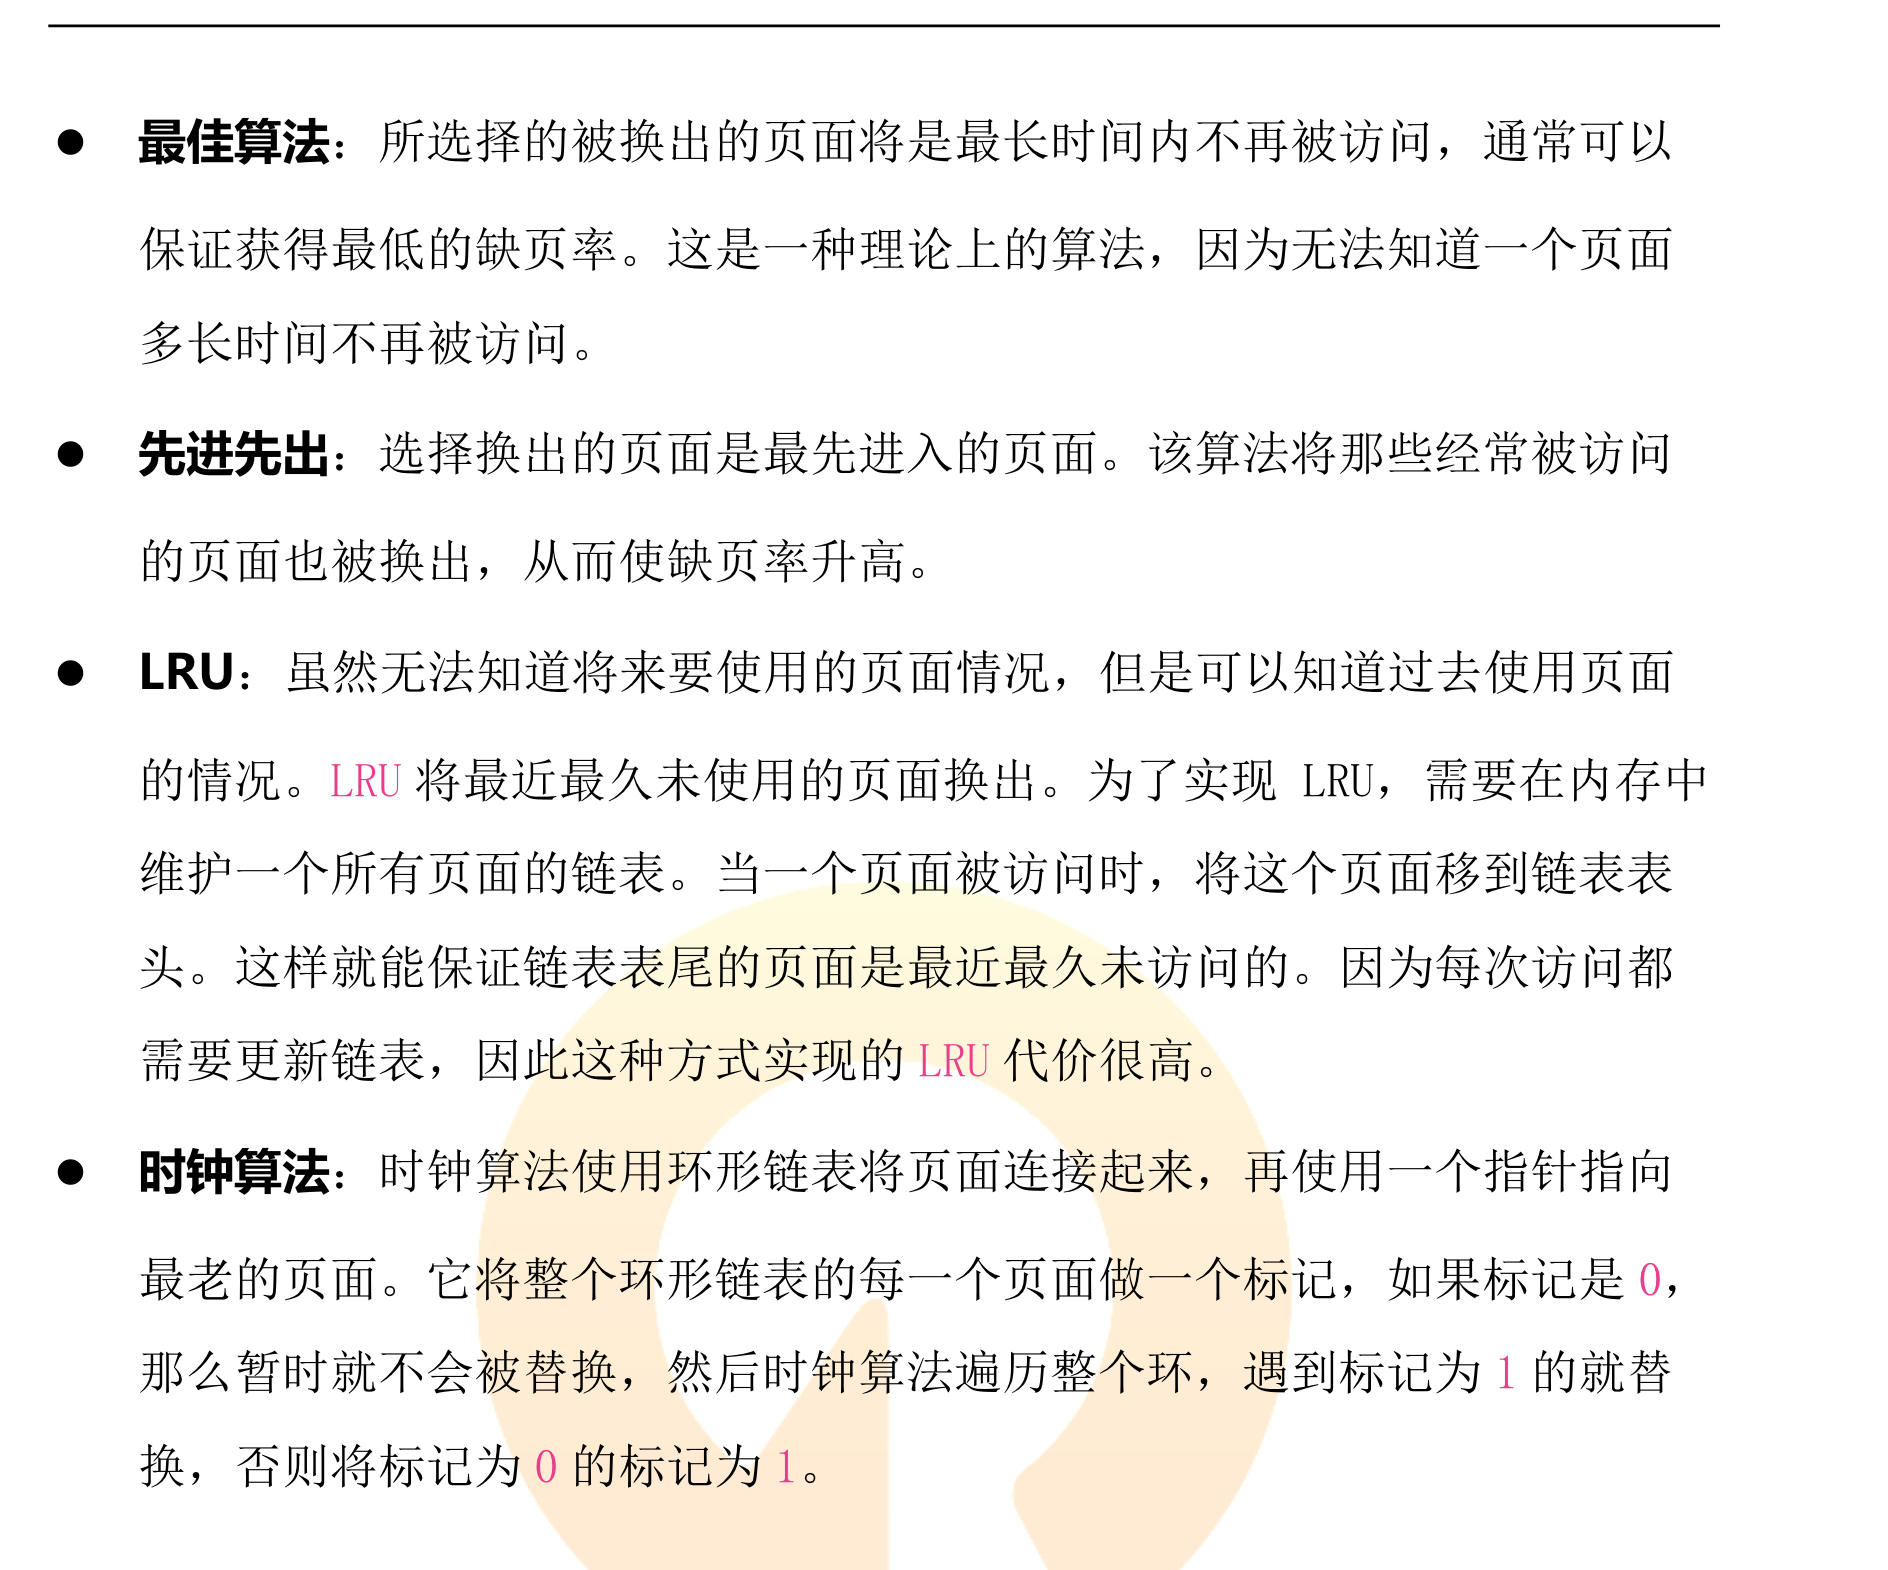 ● 最佳算法：所选择的被换出的页面将是最长时间内不再被访问，通常可以
保证获得最低的缺页率。这是一种理论上的算法，因为无法知道一个页面
多长时间不再被访问。
● 先进先出：选择换出的页面是最先进入的页面。该算法将那些经常被访问
的页面也被换出，从而使缺页率升高。
● LRU：虽然无法知道将来要使用的页面情况，但是可以知道过去使用页面
的情况。LRU 将最近最久未使用的页面换出。为了实现 LRU，需要在内存中
维护一个所有页面的链表。当一个页面被访问时，将这个页面移到链表表
头。这样就能保证链表表尾的页面是最近最久未访问的。因为每次访问都
需要更新链表，因此这种方式实现的 LRU 代价很高。
● 时钟算法：时钟算法使用环形链表将页面连接起来，再使用一个指针指向
最老的页面。它将整个环形链表的每一个页面做一个标记，如果标记是 0，
那么暂时就不会被替换，然后时钟算法遍历整个环，遇到标记为 1 的就替
换，否则将标记为 0 的标记为 1。